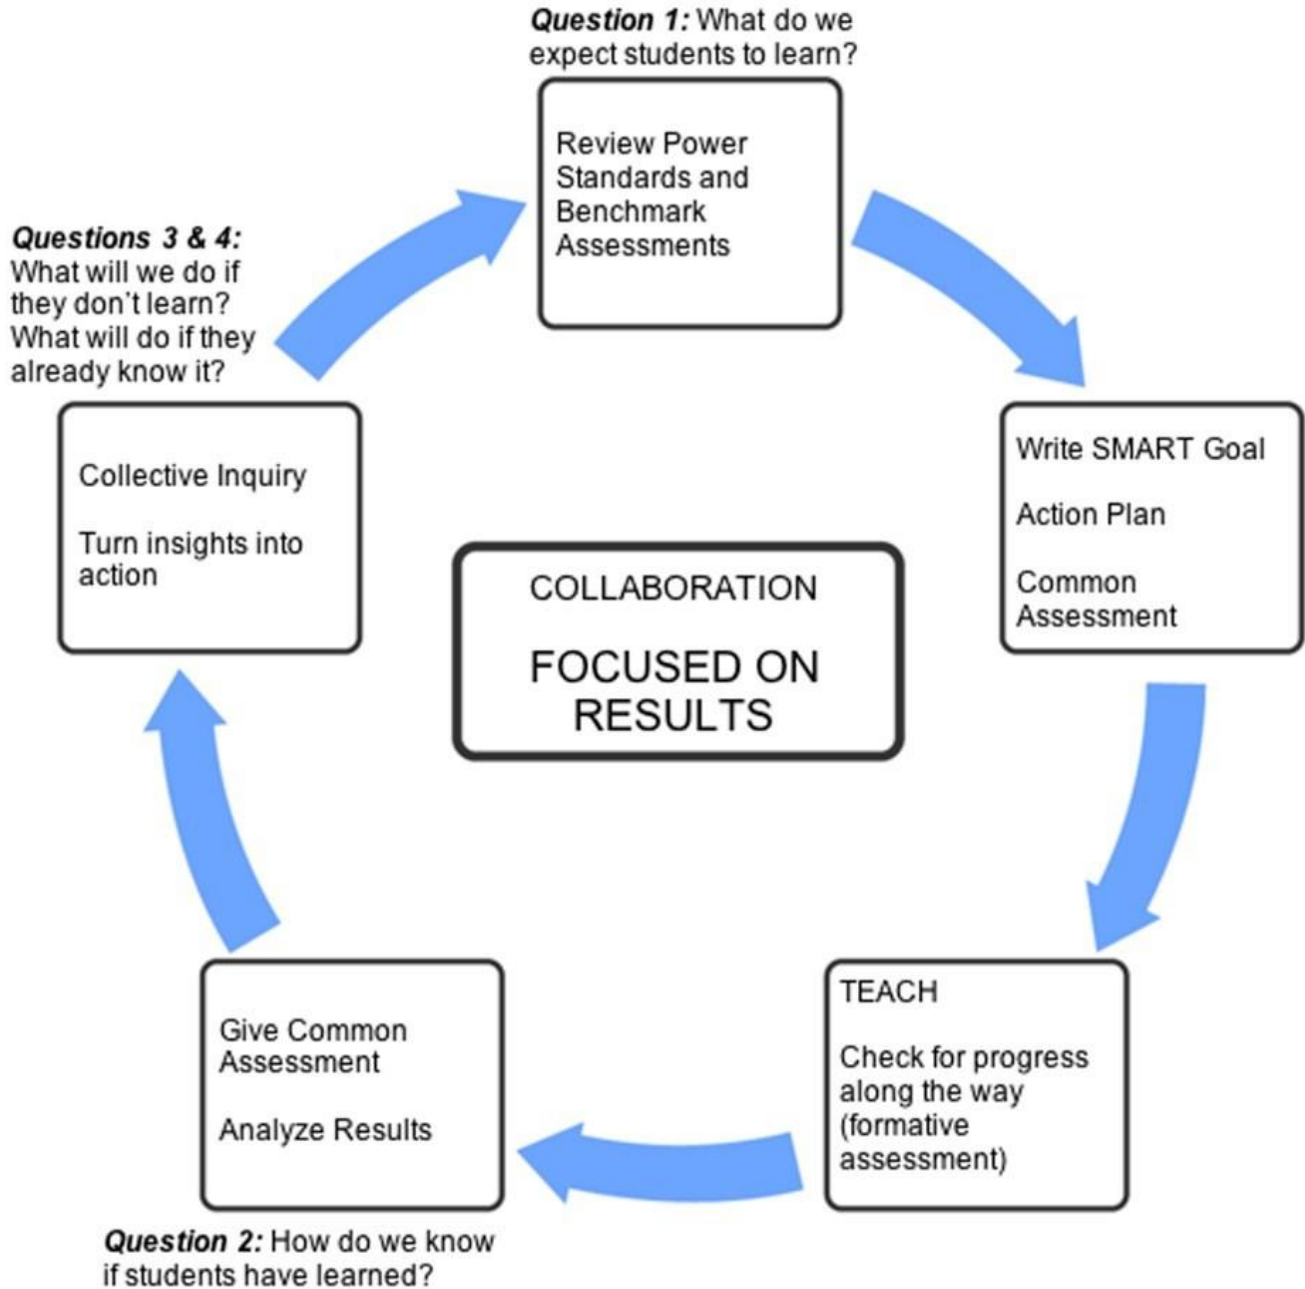 Question 1: What do we
expect students to learn?
Review Power
Standards and
Benchmark
Assessments
Write SMART Goal
Action Plan
Common
Assessment
TEACH
Check for progress
along the way
(formative
assessment)
Give Common
Assessment
Analyze Results
Question 2: How do we know
if students have learned?
Questions 3 & 4:
What will we do if
they don't learn?
What will do if they
already know it?
Collective Inquiry
Turn insights into
action
COLLABORATION
FOCUSED ON
RESULTS